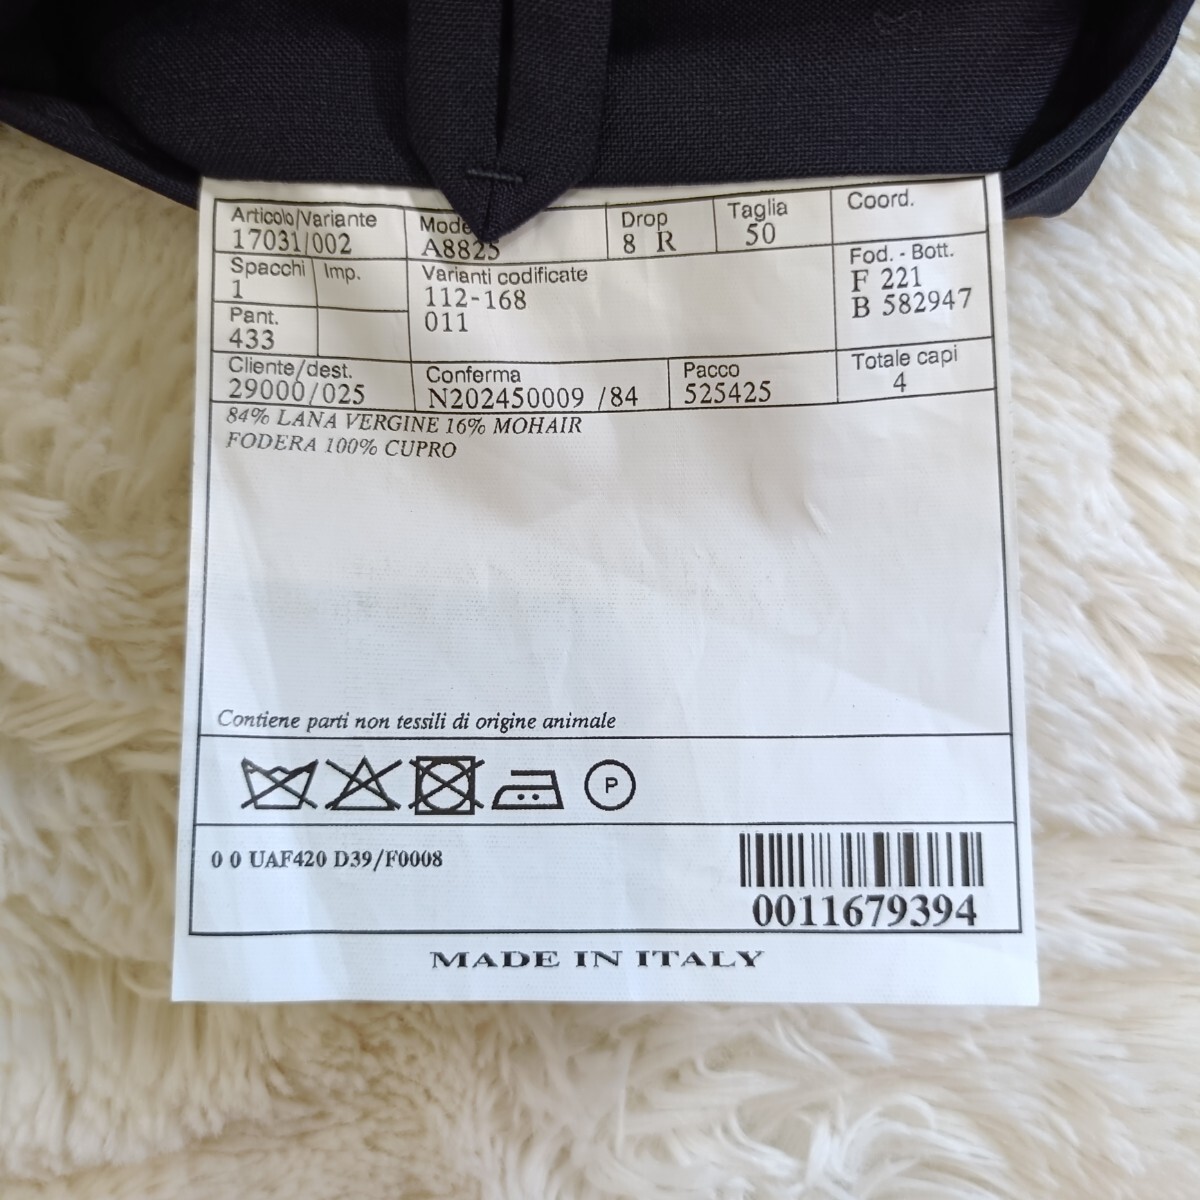 Articolo/Variante
17031/002
Mode
A8825
Drop
8 R
Taglia
50
Coord.
Spacchi
1
Imp.
Varianti codificate
112-168
011
Fod. - Bott.
F 221
B 582947
Pant.
433
Cliente/dest.
29000/025
Conferma
N202450009 /84
Pacco
525425
Totale capi
4
84% LANA VERGINE 16% MOHAIR
FODERA 100% CUPRO
Contiene parti non tessili di origine animale
P
0 0 UAF420 D39/F0008
0011679394
MADE IN ITALY